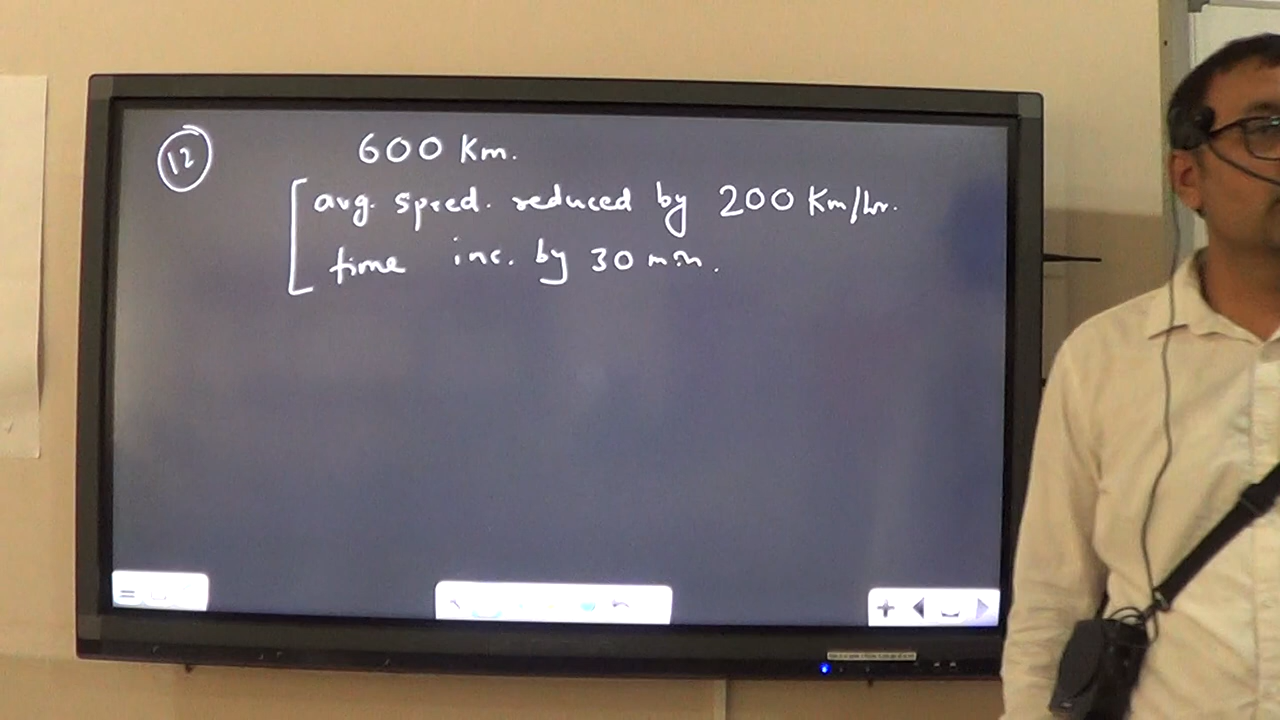 12 600 Km.
avg. speed. reduced by 200 Km/hr.
time inc. by 30 min.